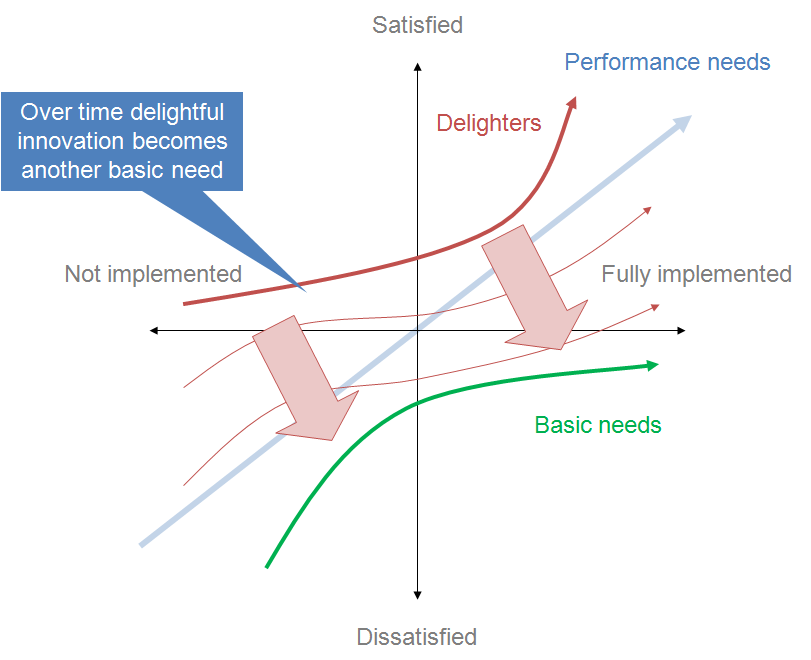 Satisfied
Performance needs
Delighters
Over time delightful
innovation becomes
another basic need
Not implemented
Fully implemented
Basic needs
Dissatisfied